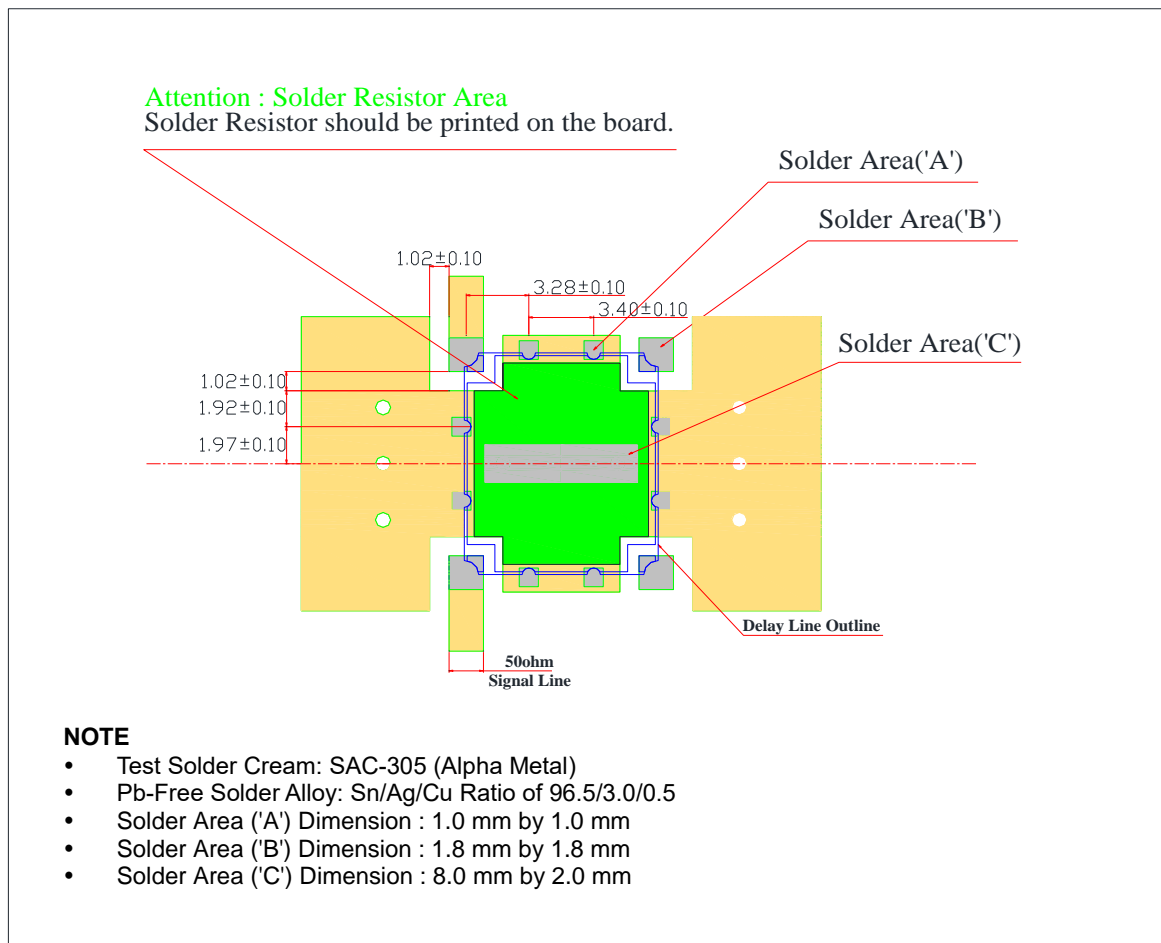 Attention : Solder Resistor Area
Solder Resistor should be printed on the board.
Solder Area('A')
Solder Area('B')
1.02±0.10
3.28±0.10
3.40±0.10
Solder Area('C')
1.02±0.10
1.92±0.10
1.97±0.10
Delay Line Outline
50ohm
Signal Line
NOTE
• Test Solder Cream: SAC-305 (Alpha Metal)
• Pb-Free Solder Alloy: Sn/Ag/Cu Ratio of 96.5/3.0/0.5
• Solder Area ('A') Dimension : 1.0 mm by 1.0 mm
• Solder Area ('B') Dimension : 1.8 mm by 1.8 mm
• Solder Area ('C') Dimension : 8.0 mm by 2.0 mm